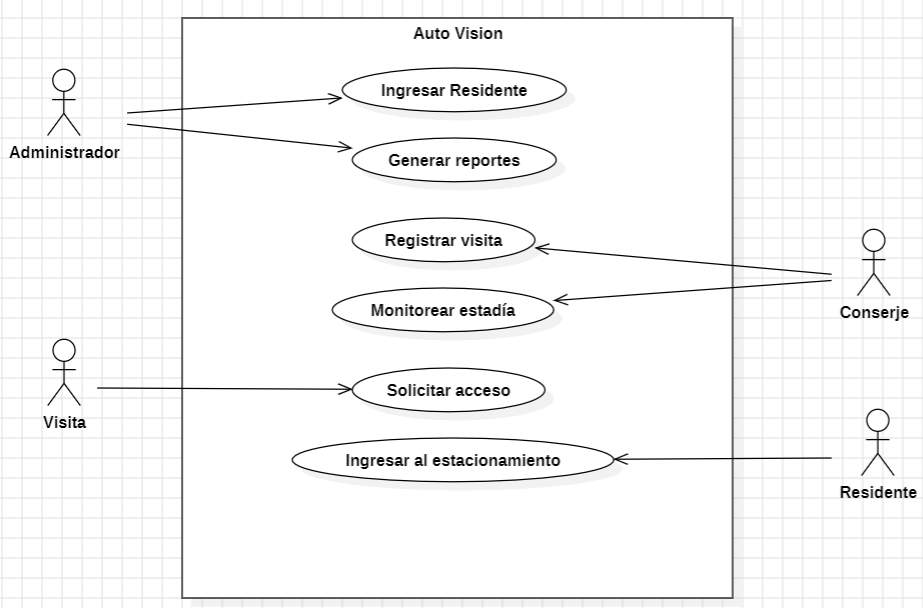 Auto Vision
Ingresar Residente
Administrador
Generar reportes
Registrar visita
Monitorear estadía
Conserje
Solicitar acceso
Visita
Ingresar al estacionamiento
Residente